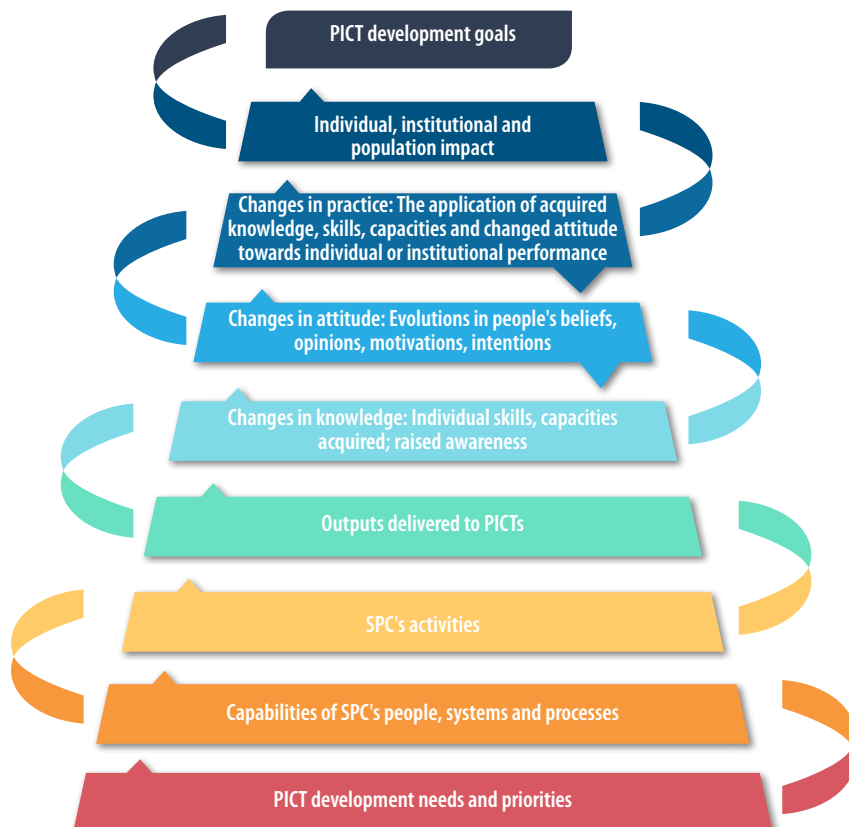 PICT development goals
Individual, institutional and
population impact
Changes in practice: The application of acquired
knowledge, skills, capacities and changed attitude
towards individual or institutional performance
Changes in attitude: Evolutions in people's beliefs,
opinions, motivations, intentions
Changes in knowledge: Individual skills, capacities
acquired; raised awareness
Outputs delivered to PICTs
SPC's activities
Capabilities of SPC's people, systems and processes
PICT development needs and priorities